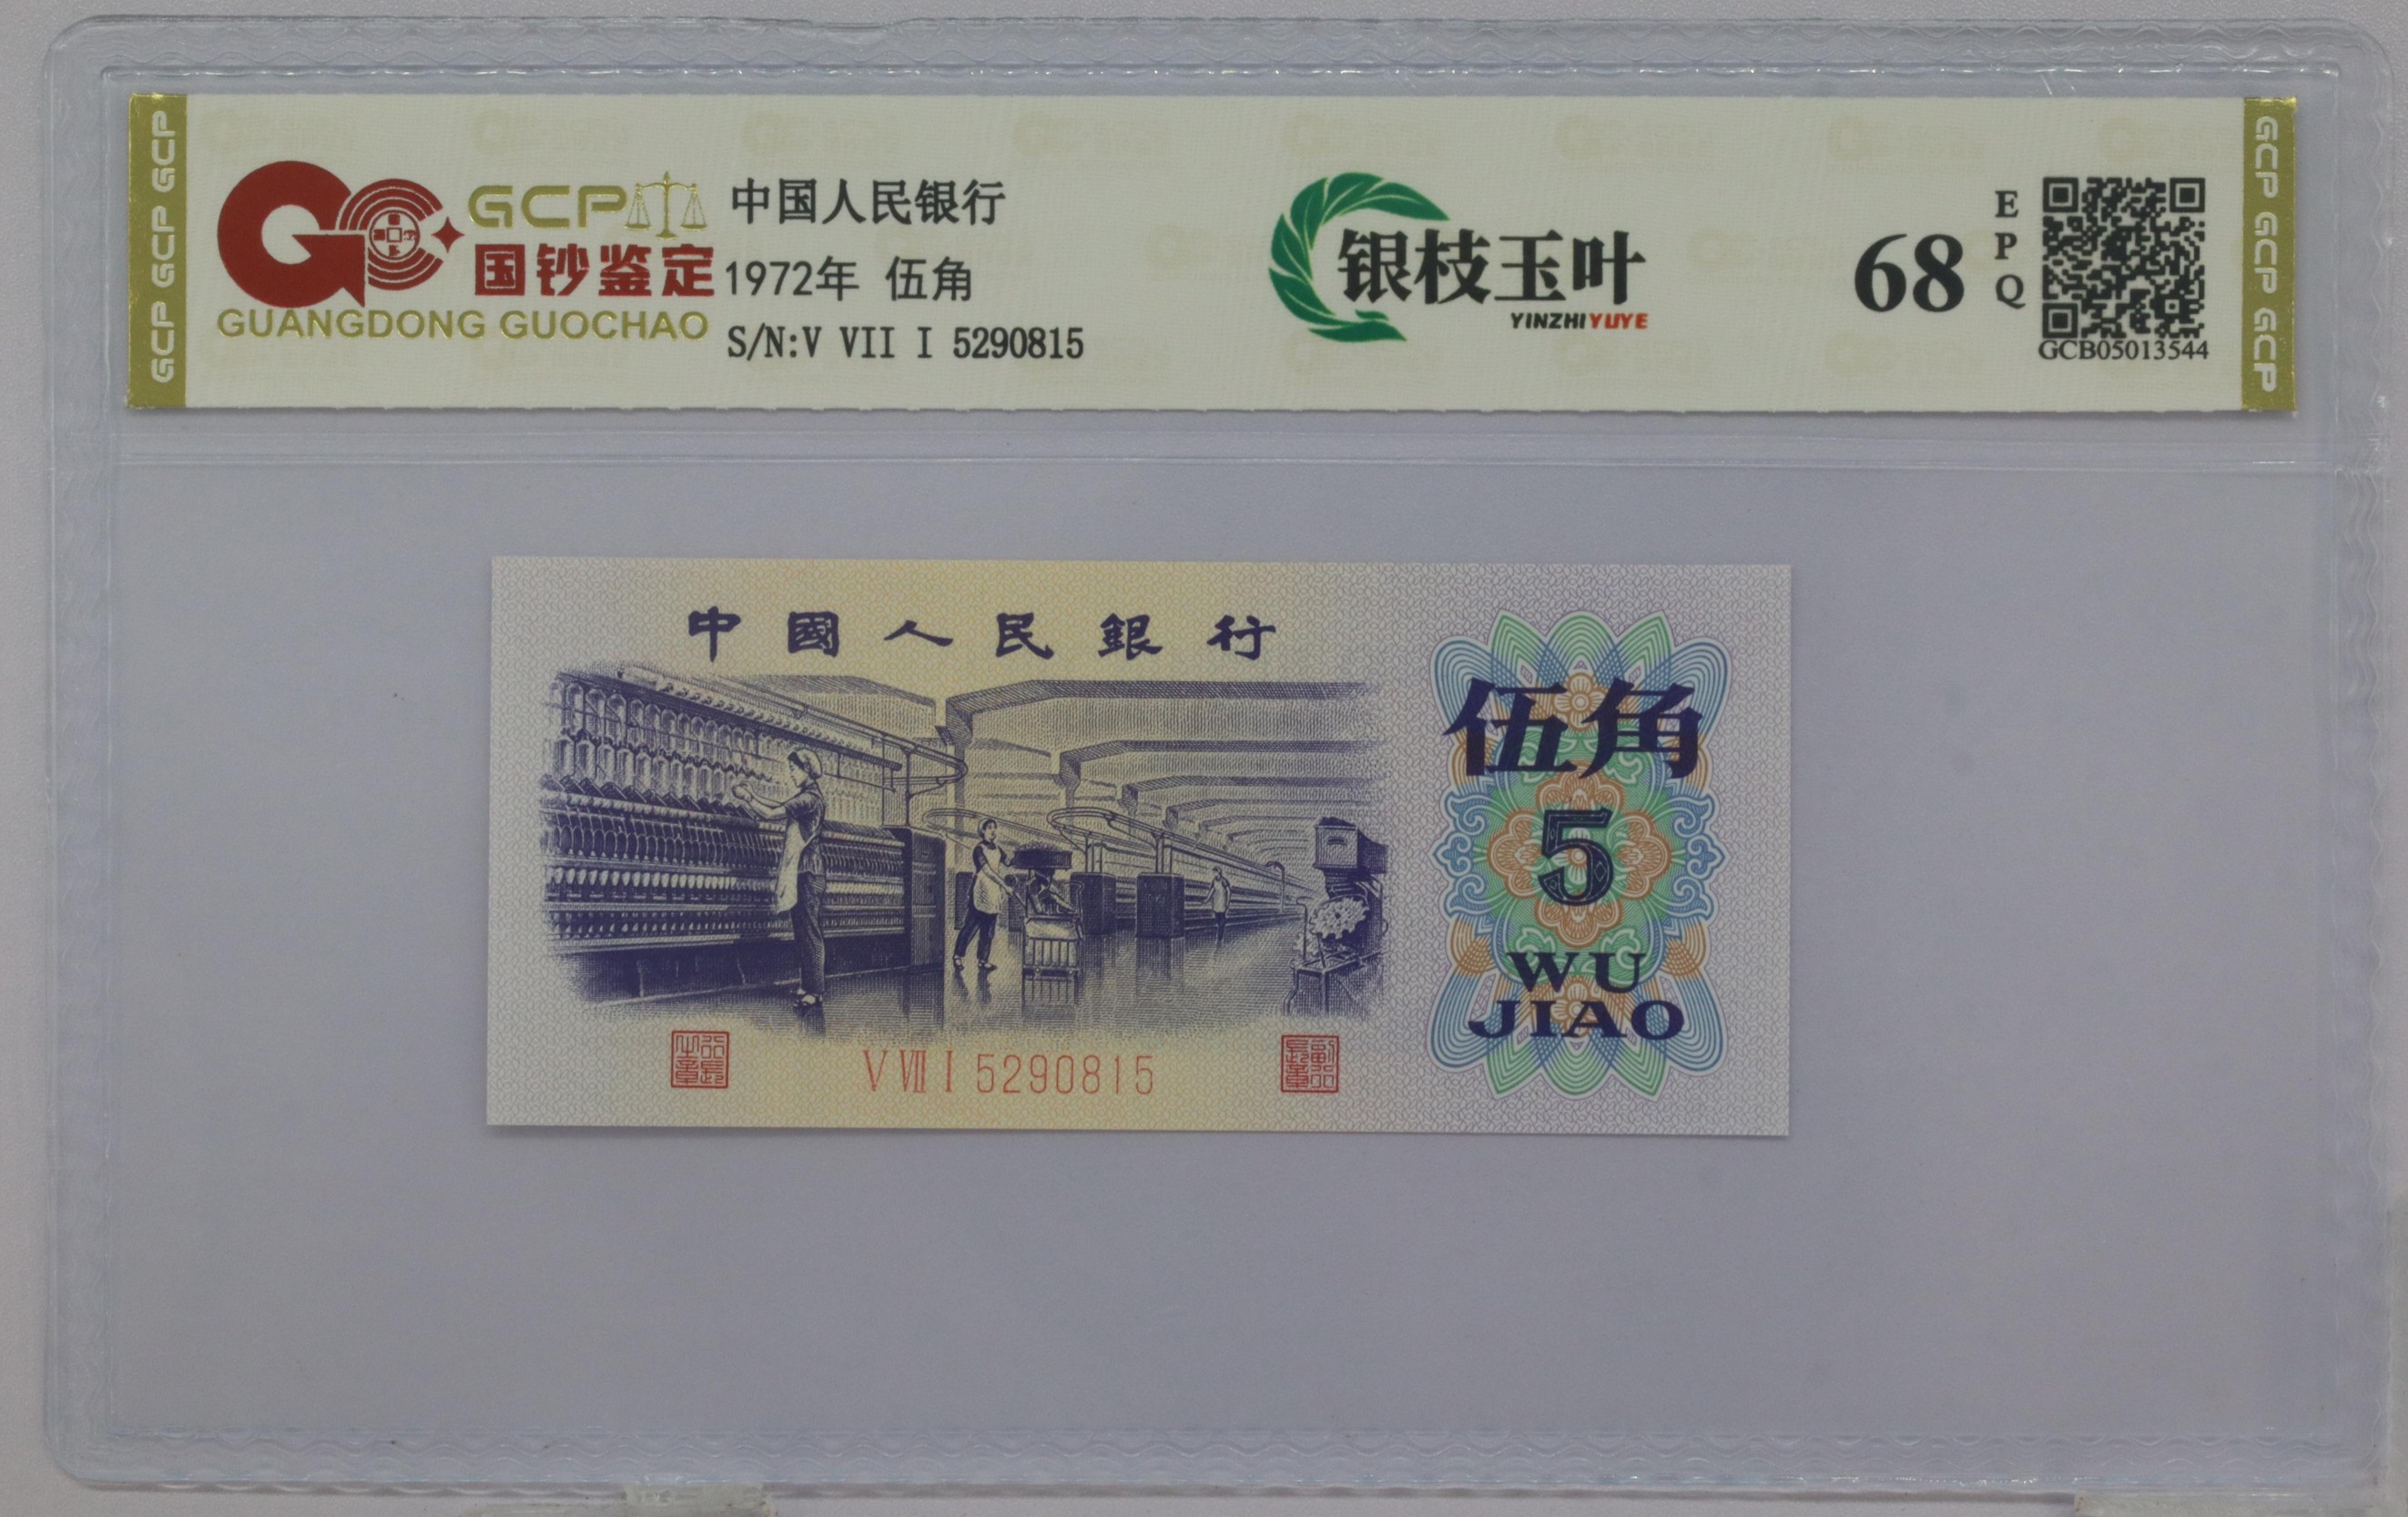 GCP GCP GCP
GCP
国钞鉴定
GUANGDONG GUOCHAO
中国人民银行
1972年 伍角
S/N:V VII I 5290815
银枝玉叶
YINZHIYUYE
68
EPQ
GCB05013544
GCP GCP GCP
中國人民銀行
伍角
5
WU
JIAO
V VII I 5290815